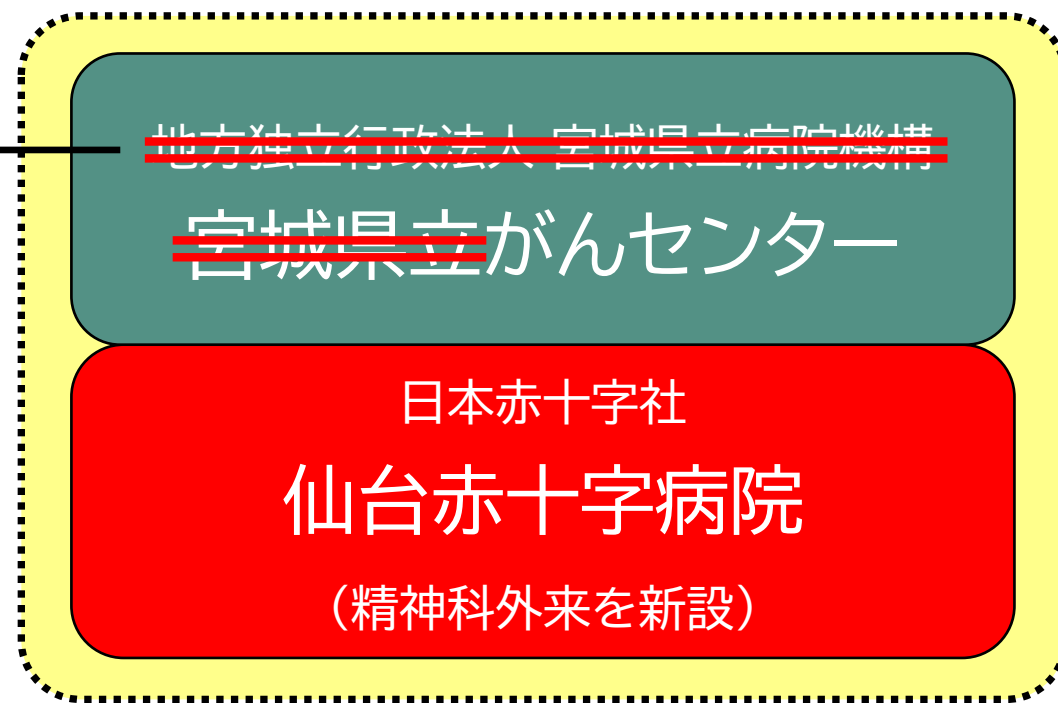 地方独立行政法人 宮城県立病院機構
宮城県立がんセンター
日本赤十字社
仙台赤十字病院
（精神科外来を新設）